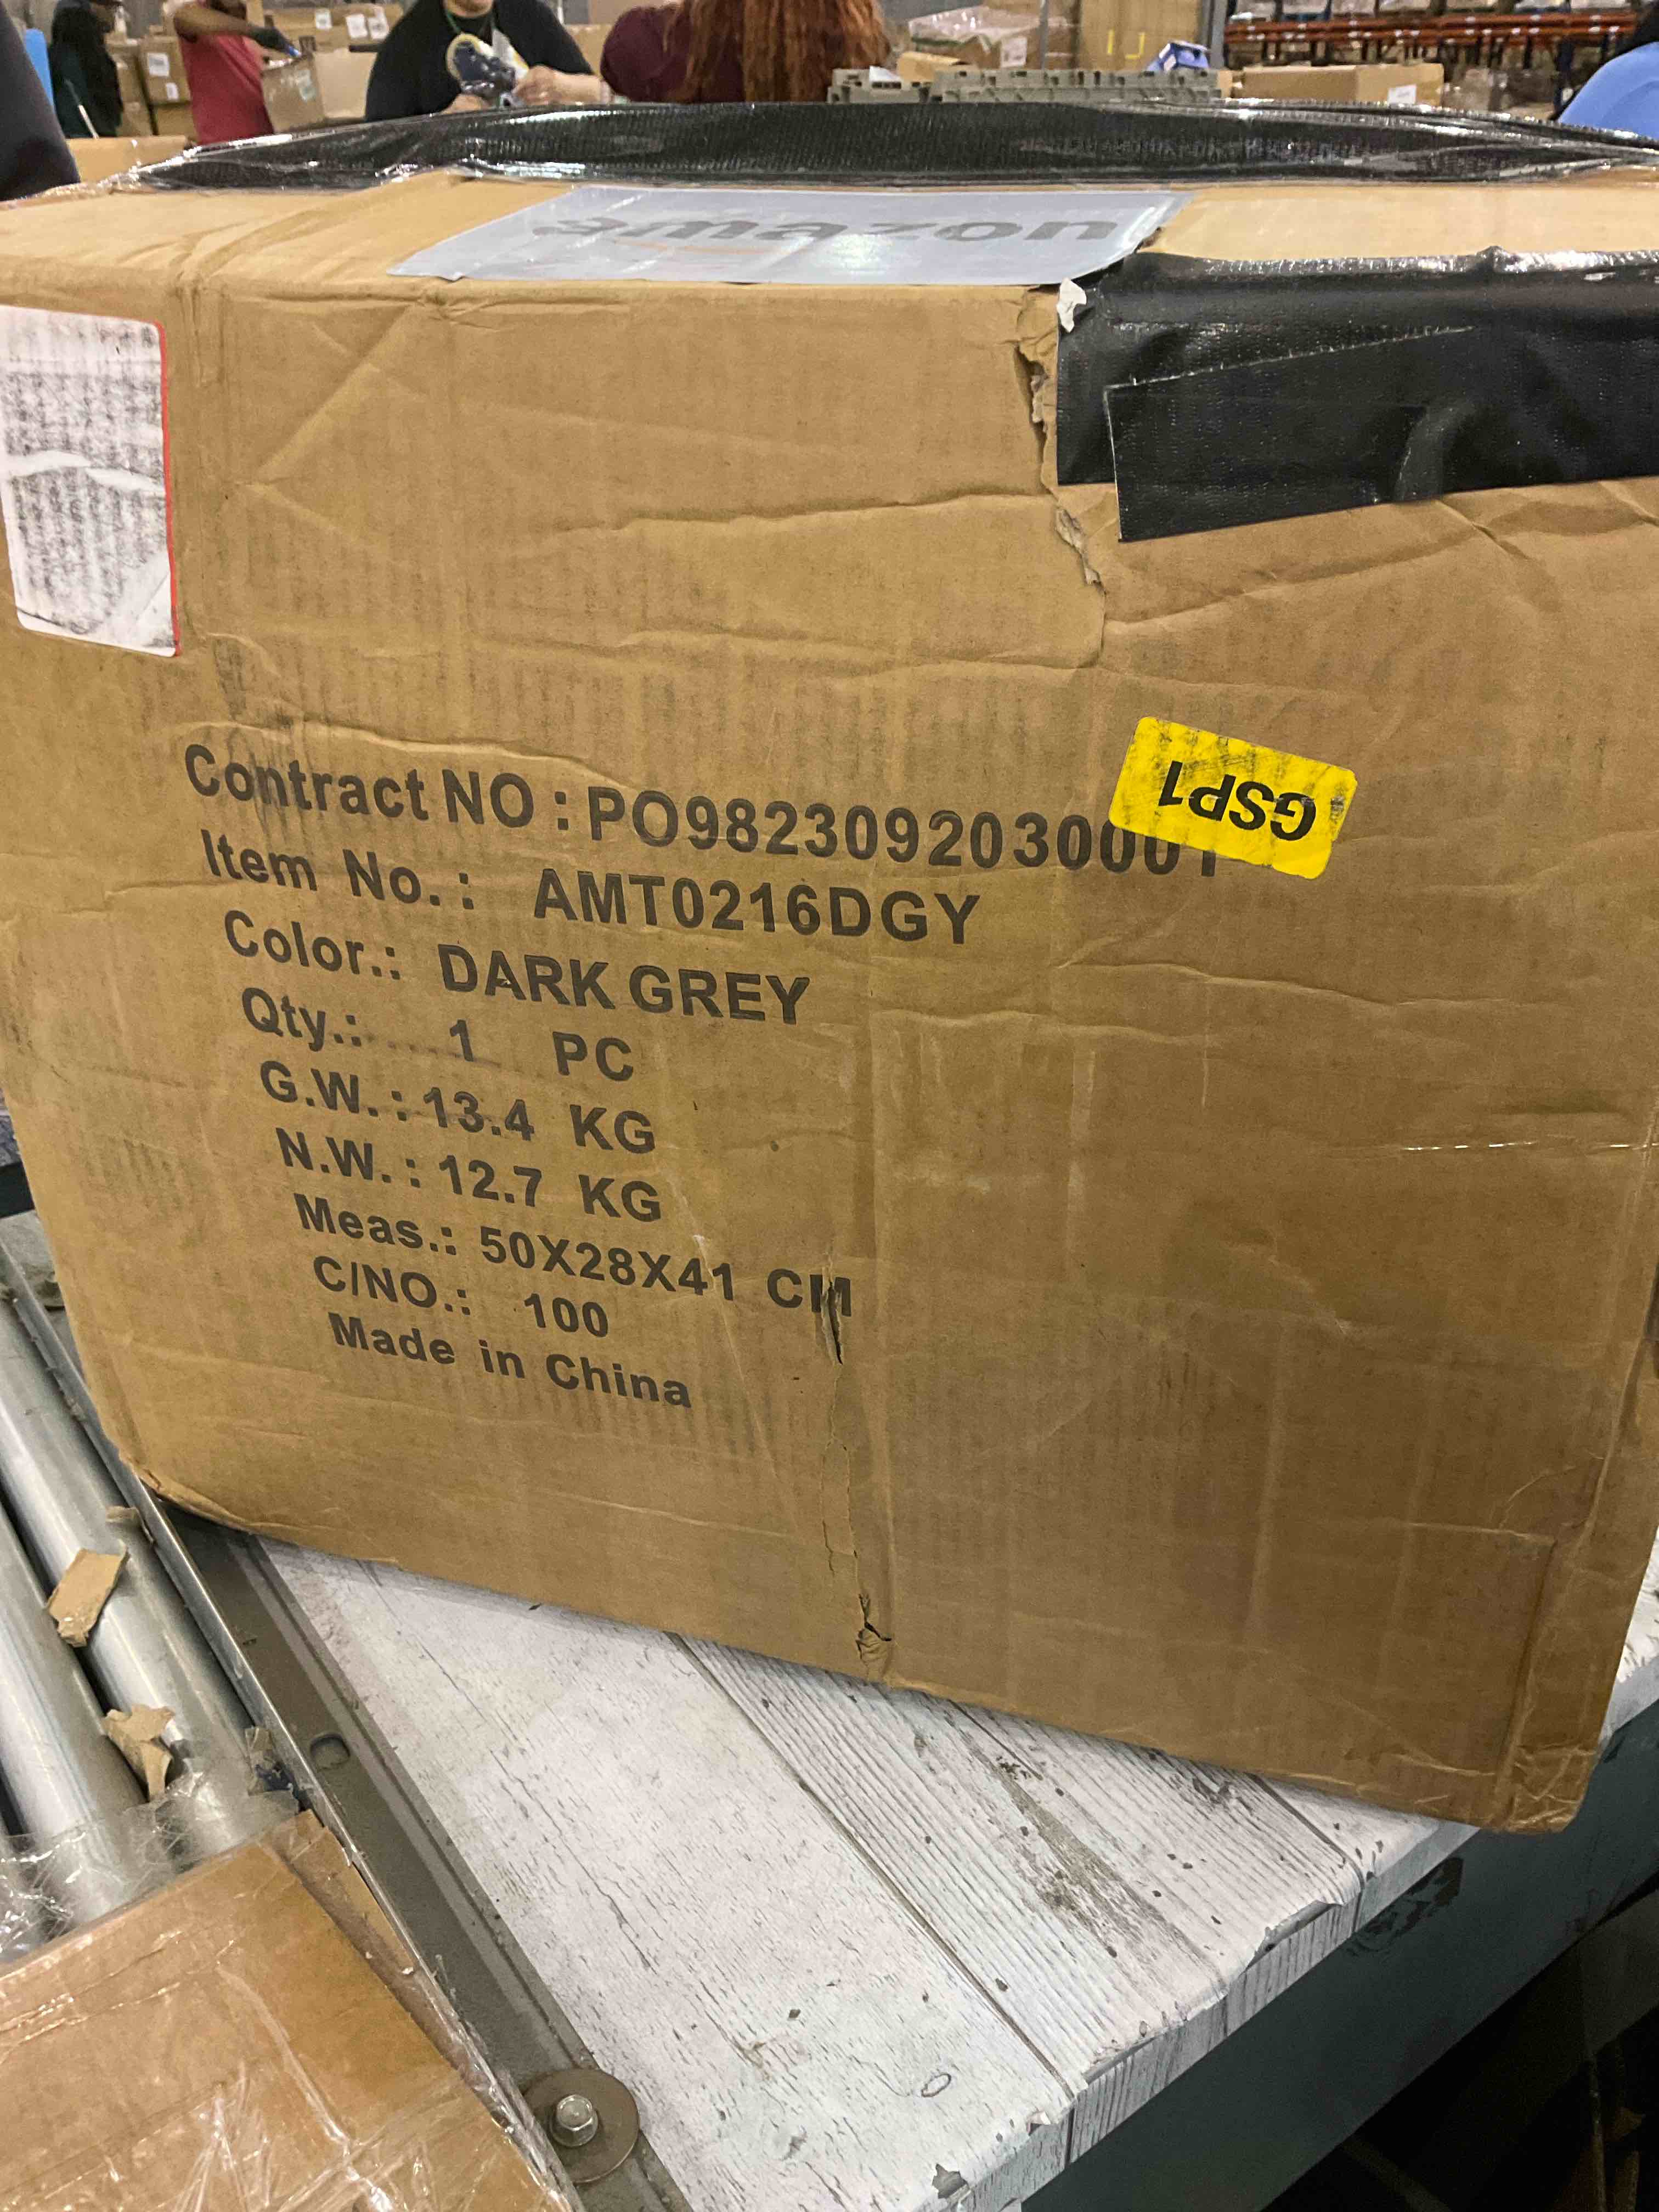 amazon
GSP1
Contract NO : PO9823092030001
Item No. : AMT0216DGY
Color.: DARK GREY
Qty.: 1 PC
G.W. : 13.4 KG
N.W. : 12.7 KG
Meas.: 50X28X41 CM
C/NO.: 100
Made in China